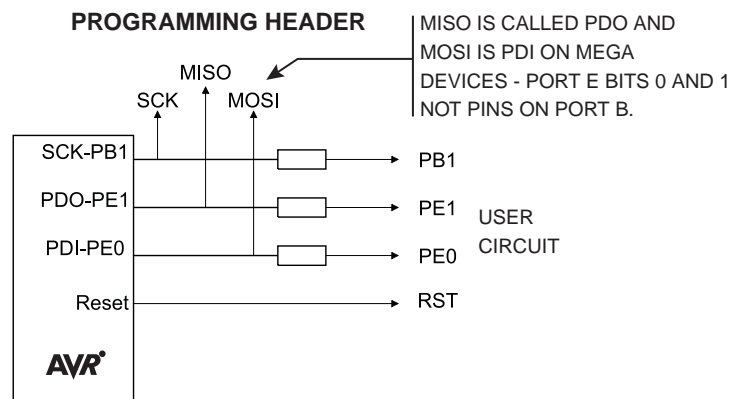 PROGRAMMING HEADER
MISO IS CALLED PDO AND
MOSI IS PDI ON MEGA
DEVICES - PORT E BITS 0 AND 1
NOT PINS ON PORT B.
MISO
SCK
MOSI
SCK-PB1
PB1
PDO-PE1
PE1
USER
CIRCUIT
PDI-PE0
PE0
Reset
RST
AVR